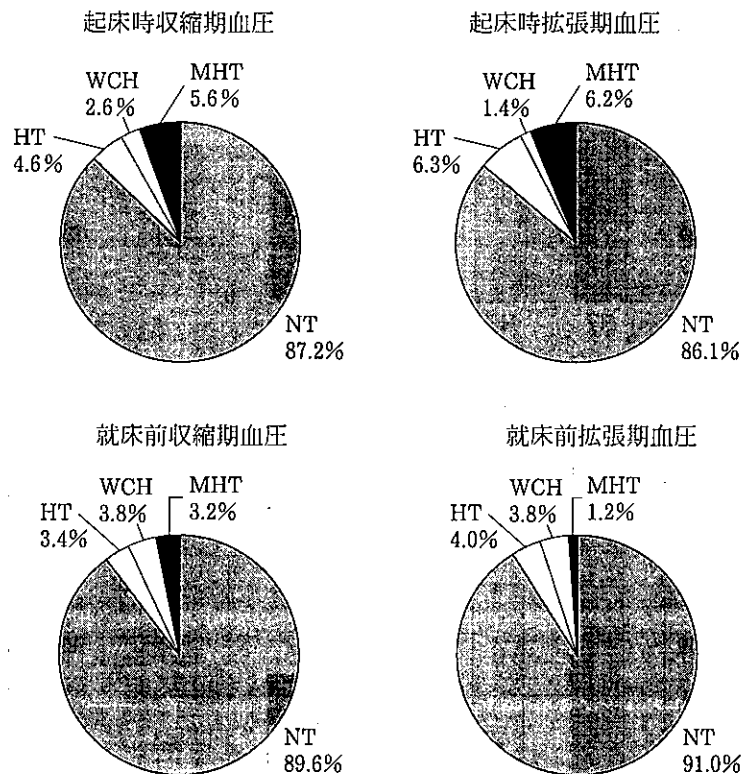 起床時収縮期血圧
WCH
2.6%
MHT
5.6%
HT
4.6%
NT
87.2%
起床時拡張期血圧
WCH
1.4%
MHT
6.2%
HT
6.3%
NT
86.1%
就床前収縮期血圧
WCH
3.8%
MHT
3.2%
HT
3.4%
NT
89.6%
就床前拡張期血圧
WCH
3.8%
MHT
1.2%
HT
4.0%
NT
91.0%